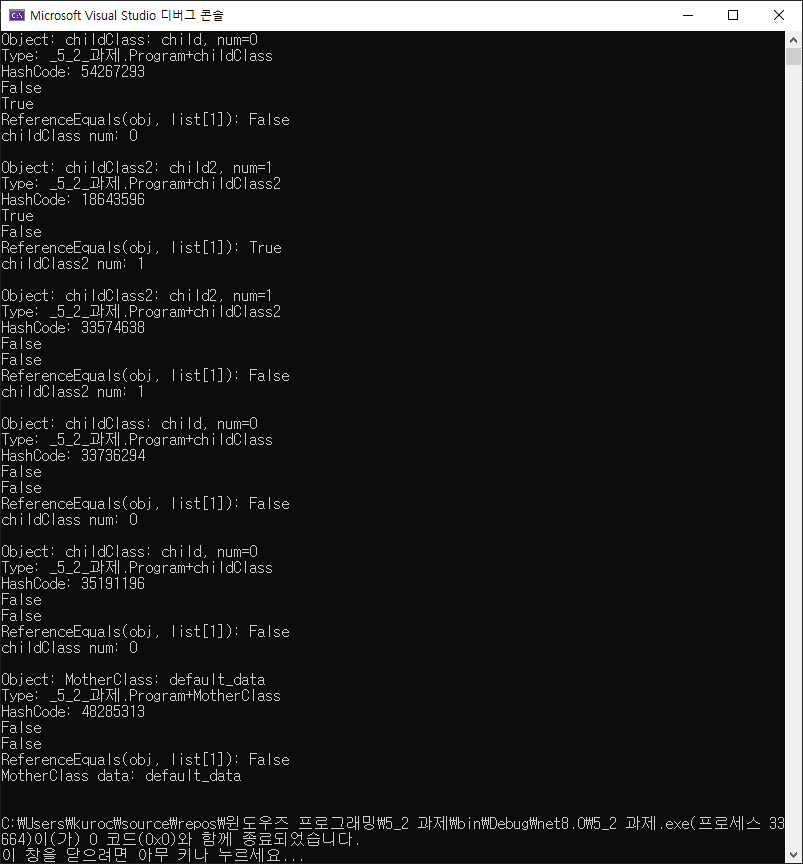 Microsoft Visual Studio 디버그 콘솔
Object: childClass: child, num=0
Type: _5_2_과제.Program+childClass
HashCode: 54267293
False
True
ReferenceEquals(obj, list[1]): False
childClass num: 0
Object: childClass2: child2, num=1
Type: _5_2_과제.Program+childClass2
HashCode: 18643596
True
False
ReferenceEquals(obj, list[1]): True
childClass2 num: 1
Object: childClass2: child2, num=1
Type: _5_2_과제.Program+childClass2
HashCode: 33574638
False
False
ReferenceEquals(obj, list[1]): False
childClass2 num: 1
Object: childClass: child, num=0
Type: _5_2_과제.Program+childClass
HashCode: 33736294
False
False
ReferenceEquals(obj, list[1]): False
childClass num: 0
Object: childClass: child, num=0
Type: _5_2_과제.Program+childClass
HashCode: 35191196
False
False
ReferenceEquals(obj, list[1]): False
childClass num: 0
Object: MotherClass: default_data
Type: _5_2_과제.Program+MotherClass
HashCode: 48285313
False
False
ReferenceEquals(obj, list[1]): False
MotherClass data: default_data
C:₩Users₩kuroc₩source₩repos₩윈도우즈 프로그래밍₩5_2 과제₩bin₩Debug₩net8.0₩5_2 과제.exe(프로세스 33
664)이(가) 0 코드(0x0)와 함께 종료되었습니다.
이 창을 닫으려면 아무 키나 누르세요...